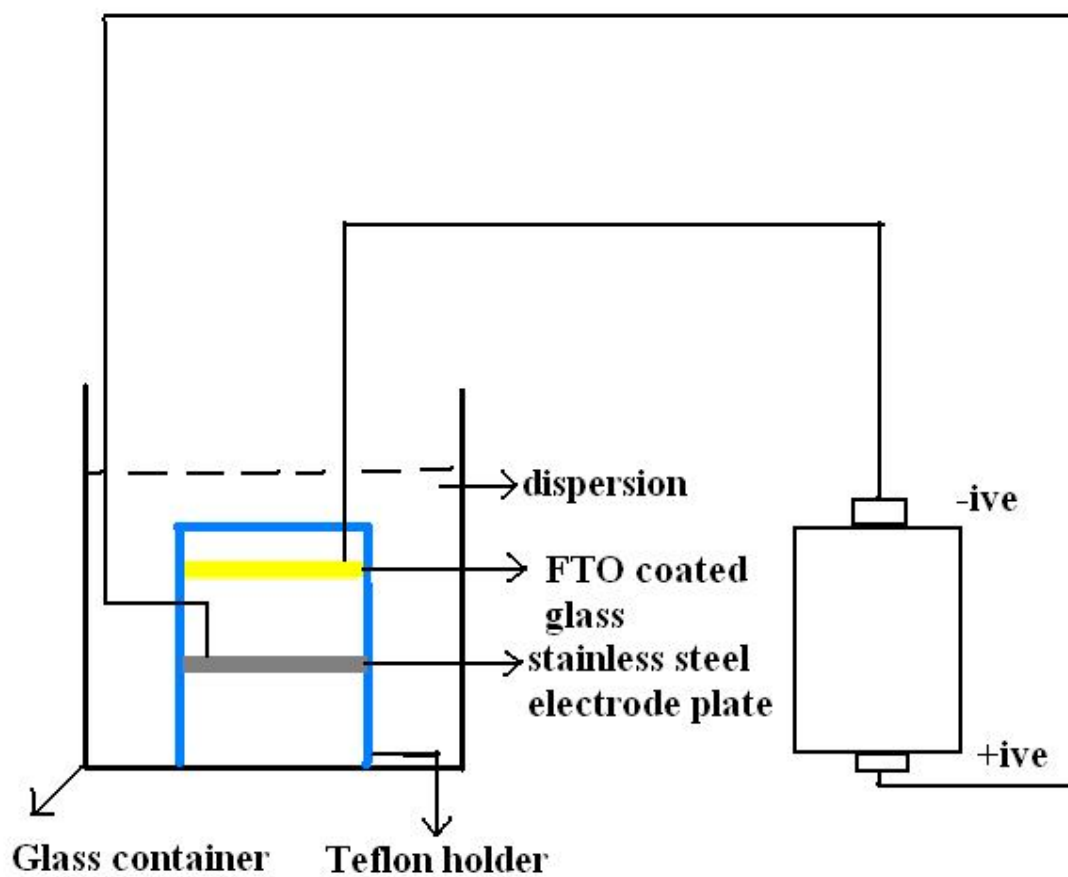 dispersion
-ive
FTO coated
glass
stainless steel
electrode plate
+ive
Glass container
Teflon holder